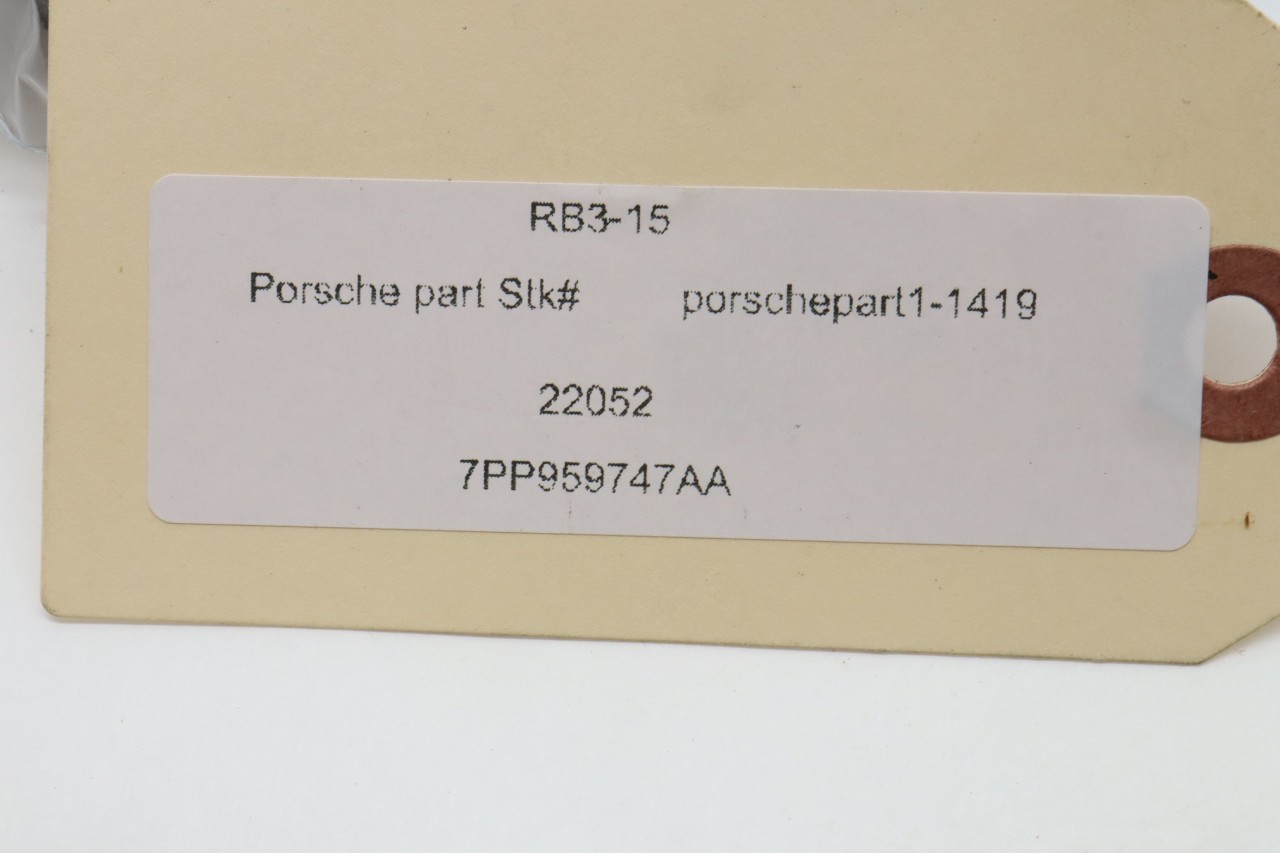 RB3-15
Porsche part Stk# porschepart1-1419
22052
7PP959747AA